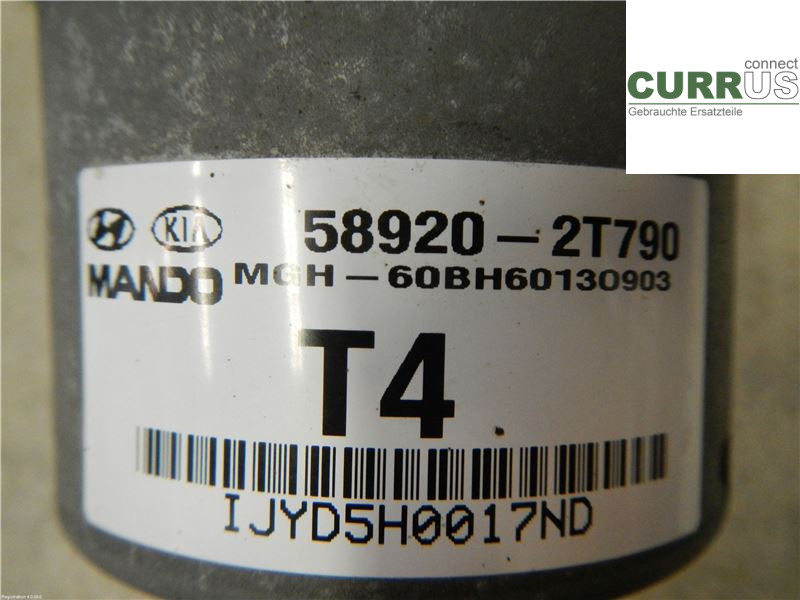 connect
CURRUS
Gebrauchte Ersatzteile
KIA 58920-2T790
MANDO MGH-60BH60130903
T4
IJYD5H0017ND